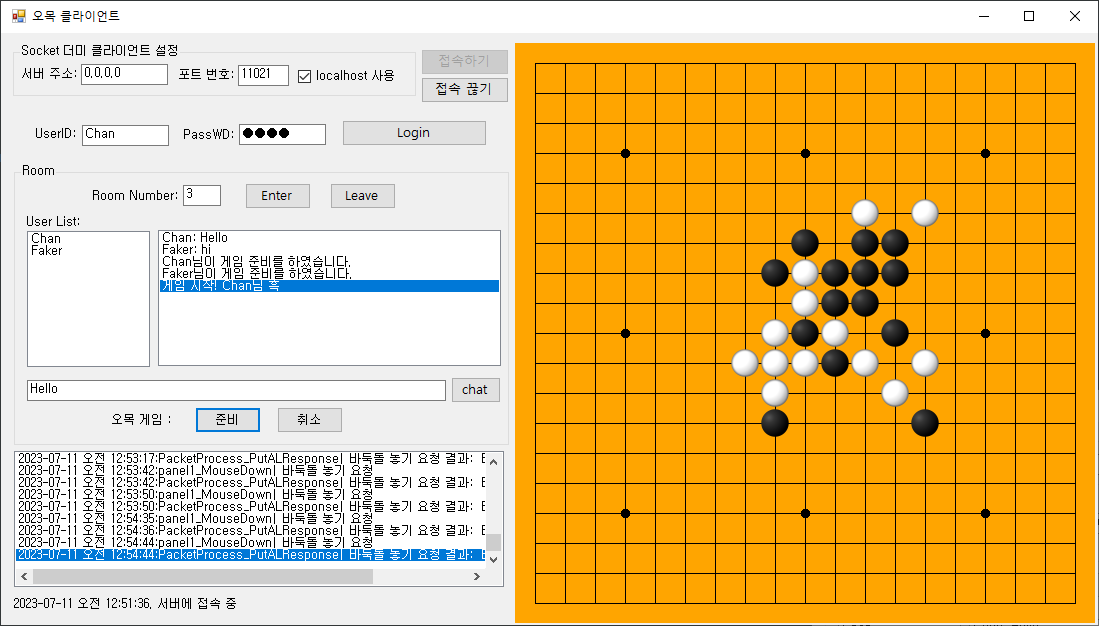 오목 클라이언트
Socket 더미 클라이언트 설정
서버 주소: 0,0,0,0 포트 번호: 11021 localhost 사용
접속하기
접속 끊기
UserID: Chan PassWD: ●●●● Login
Room
Room Number: 3 Enter Leave
User List:
Chan
Faker
Chan: Hello
Faker: hi
Chan님이 게임 준비를 하였습니다.
Faker님이 게임 준비를 하였습니다.
게임 시작! Chan님 흑
Hello chat
오목 게임 : 준비 취소
2023-07-11 오전 12:53:17:PacketProcess_PutALResponse| 바둑돌 놓기 요청 결과:
2023-07-11 오전 12:53:42:panel1_MouseDown| 바둑돌 놓기 요청
2023-07-11 오전 12:53:42:PacketProcess_PutALResponse| 바둑돌 놓기 요청 결과:
2023-07-11 오전 12:53:50:panel1_MouseDown| 바둑돌 놓기 요청
2023-07-11 오전 12:53:50:PacketProcess_PutALResponse| 바둑돌 놓기 요청 결과:
2023-07-11 오전 12:54:35:panel1_MouseDown| 바둑돌 놓기 요청
2023-07-11 오전 12:54:36:PacketProcess_PutALResponse| 바둑돌 놓기 요청 결과:
2023-07-11 오전 12:54:44:panel1_MouseDown| 바둑돌 놓기 요청
2023-07-11 오전 12:54:44:PacketProcess_PutALResponse| 바둑돌 놓기 요청 결과:
2023-07-11 오전 12:51:36, 서버에 접속 중